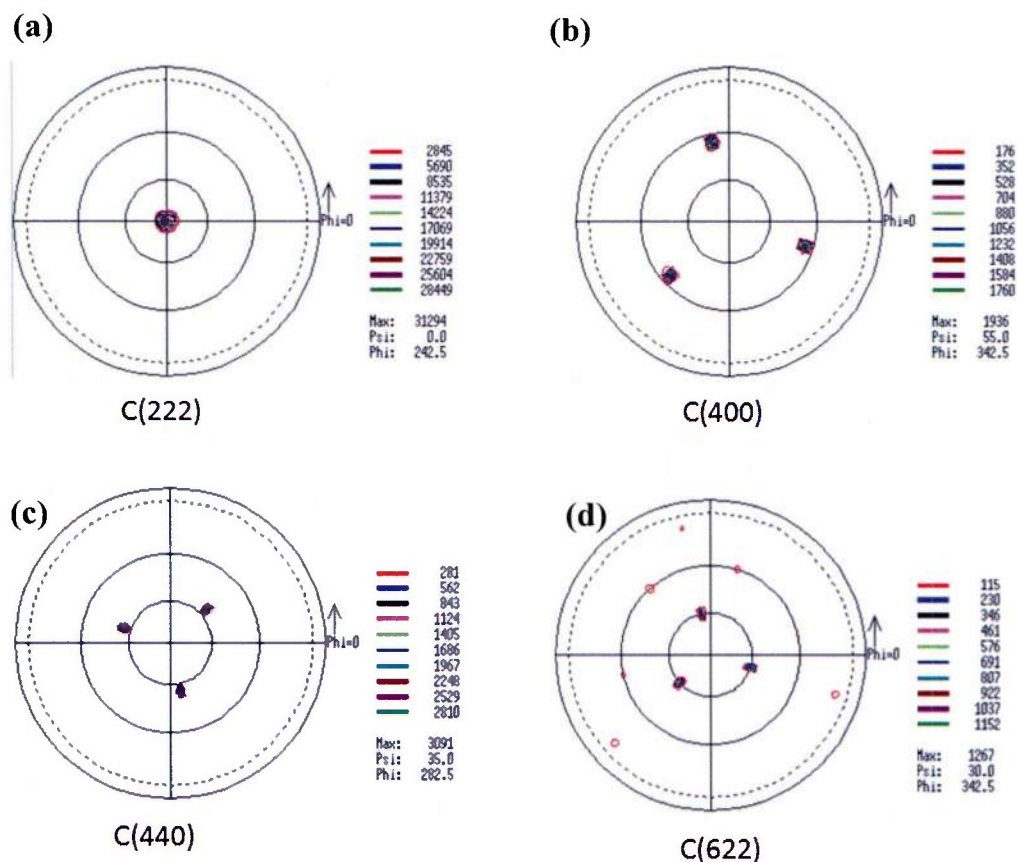 (a)
2845
5690
8535
11379
14224
17069
19914
22759
25604
28449
Phi=0
Max: 31294
Psi: 0.0
Phi: 242.5
C(222)
(b)
176
352
528
704
880
1056
1232
1408
1584
1760
Phi=0
Max: 1936
Psi: 55.0
Phi: 342.5
C(400)
(c)
281
562
843
1124
1405
1686
1967
2248
2529
2810
Phi=0
Max: 3091
Psi: 35.0
Phi: 282.5
C(440)
(d)
115
230
346
461
576
691
807
922
1037
1152
Phi=0
Max: 1267
Psi: 30.0
Phi: 342.5
C(622)